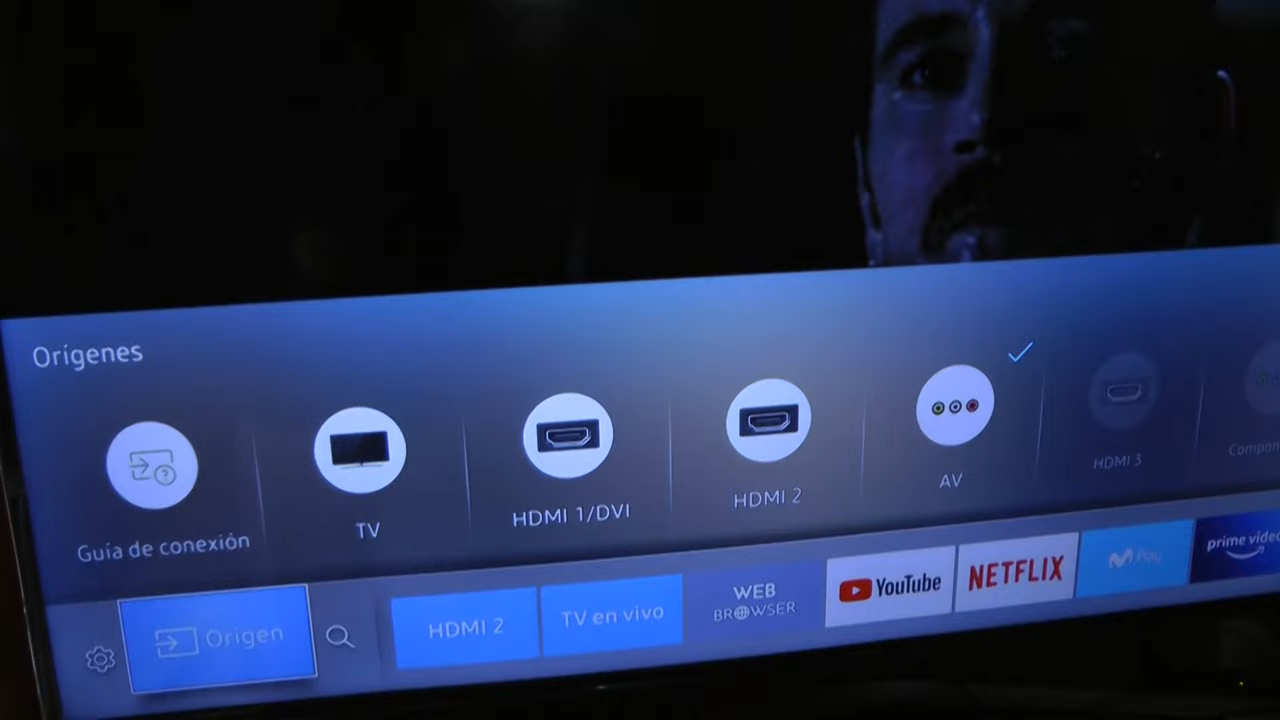 Orígenes
Guía de conexión
TV
HDMI 1/DVI
HDMI 2
AV
HDMI 3
Origen
HDMI 2
TV en vivo
WEB
BROWSER
YouTube
NETFLIX
Play
prime video